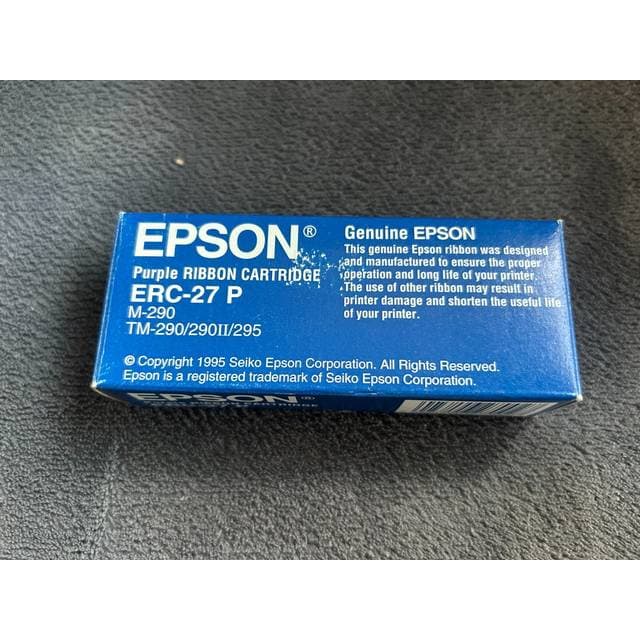 EPSON®
Purple RIBBON CARTRIDGE
ERC-27 P
M-290
TM-290/290II/295
Genuine EPSON
This genuine Epson ribbon was designed
and manufactured to ensure the proper
operation and long life of your printer.
The use of other ribbon may result in
printer damage and shorten the useful life
of your printer.
© Copyright 1995 Seiko Epson Corporation. All Rights Reserved.
Epson is a registered trademark of Seiko Epson Corporation.
EPSON®